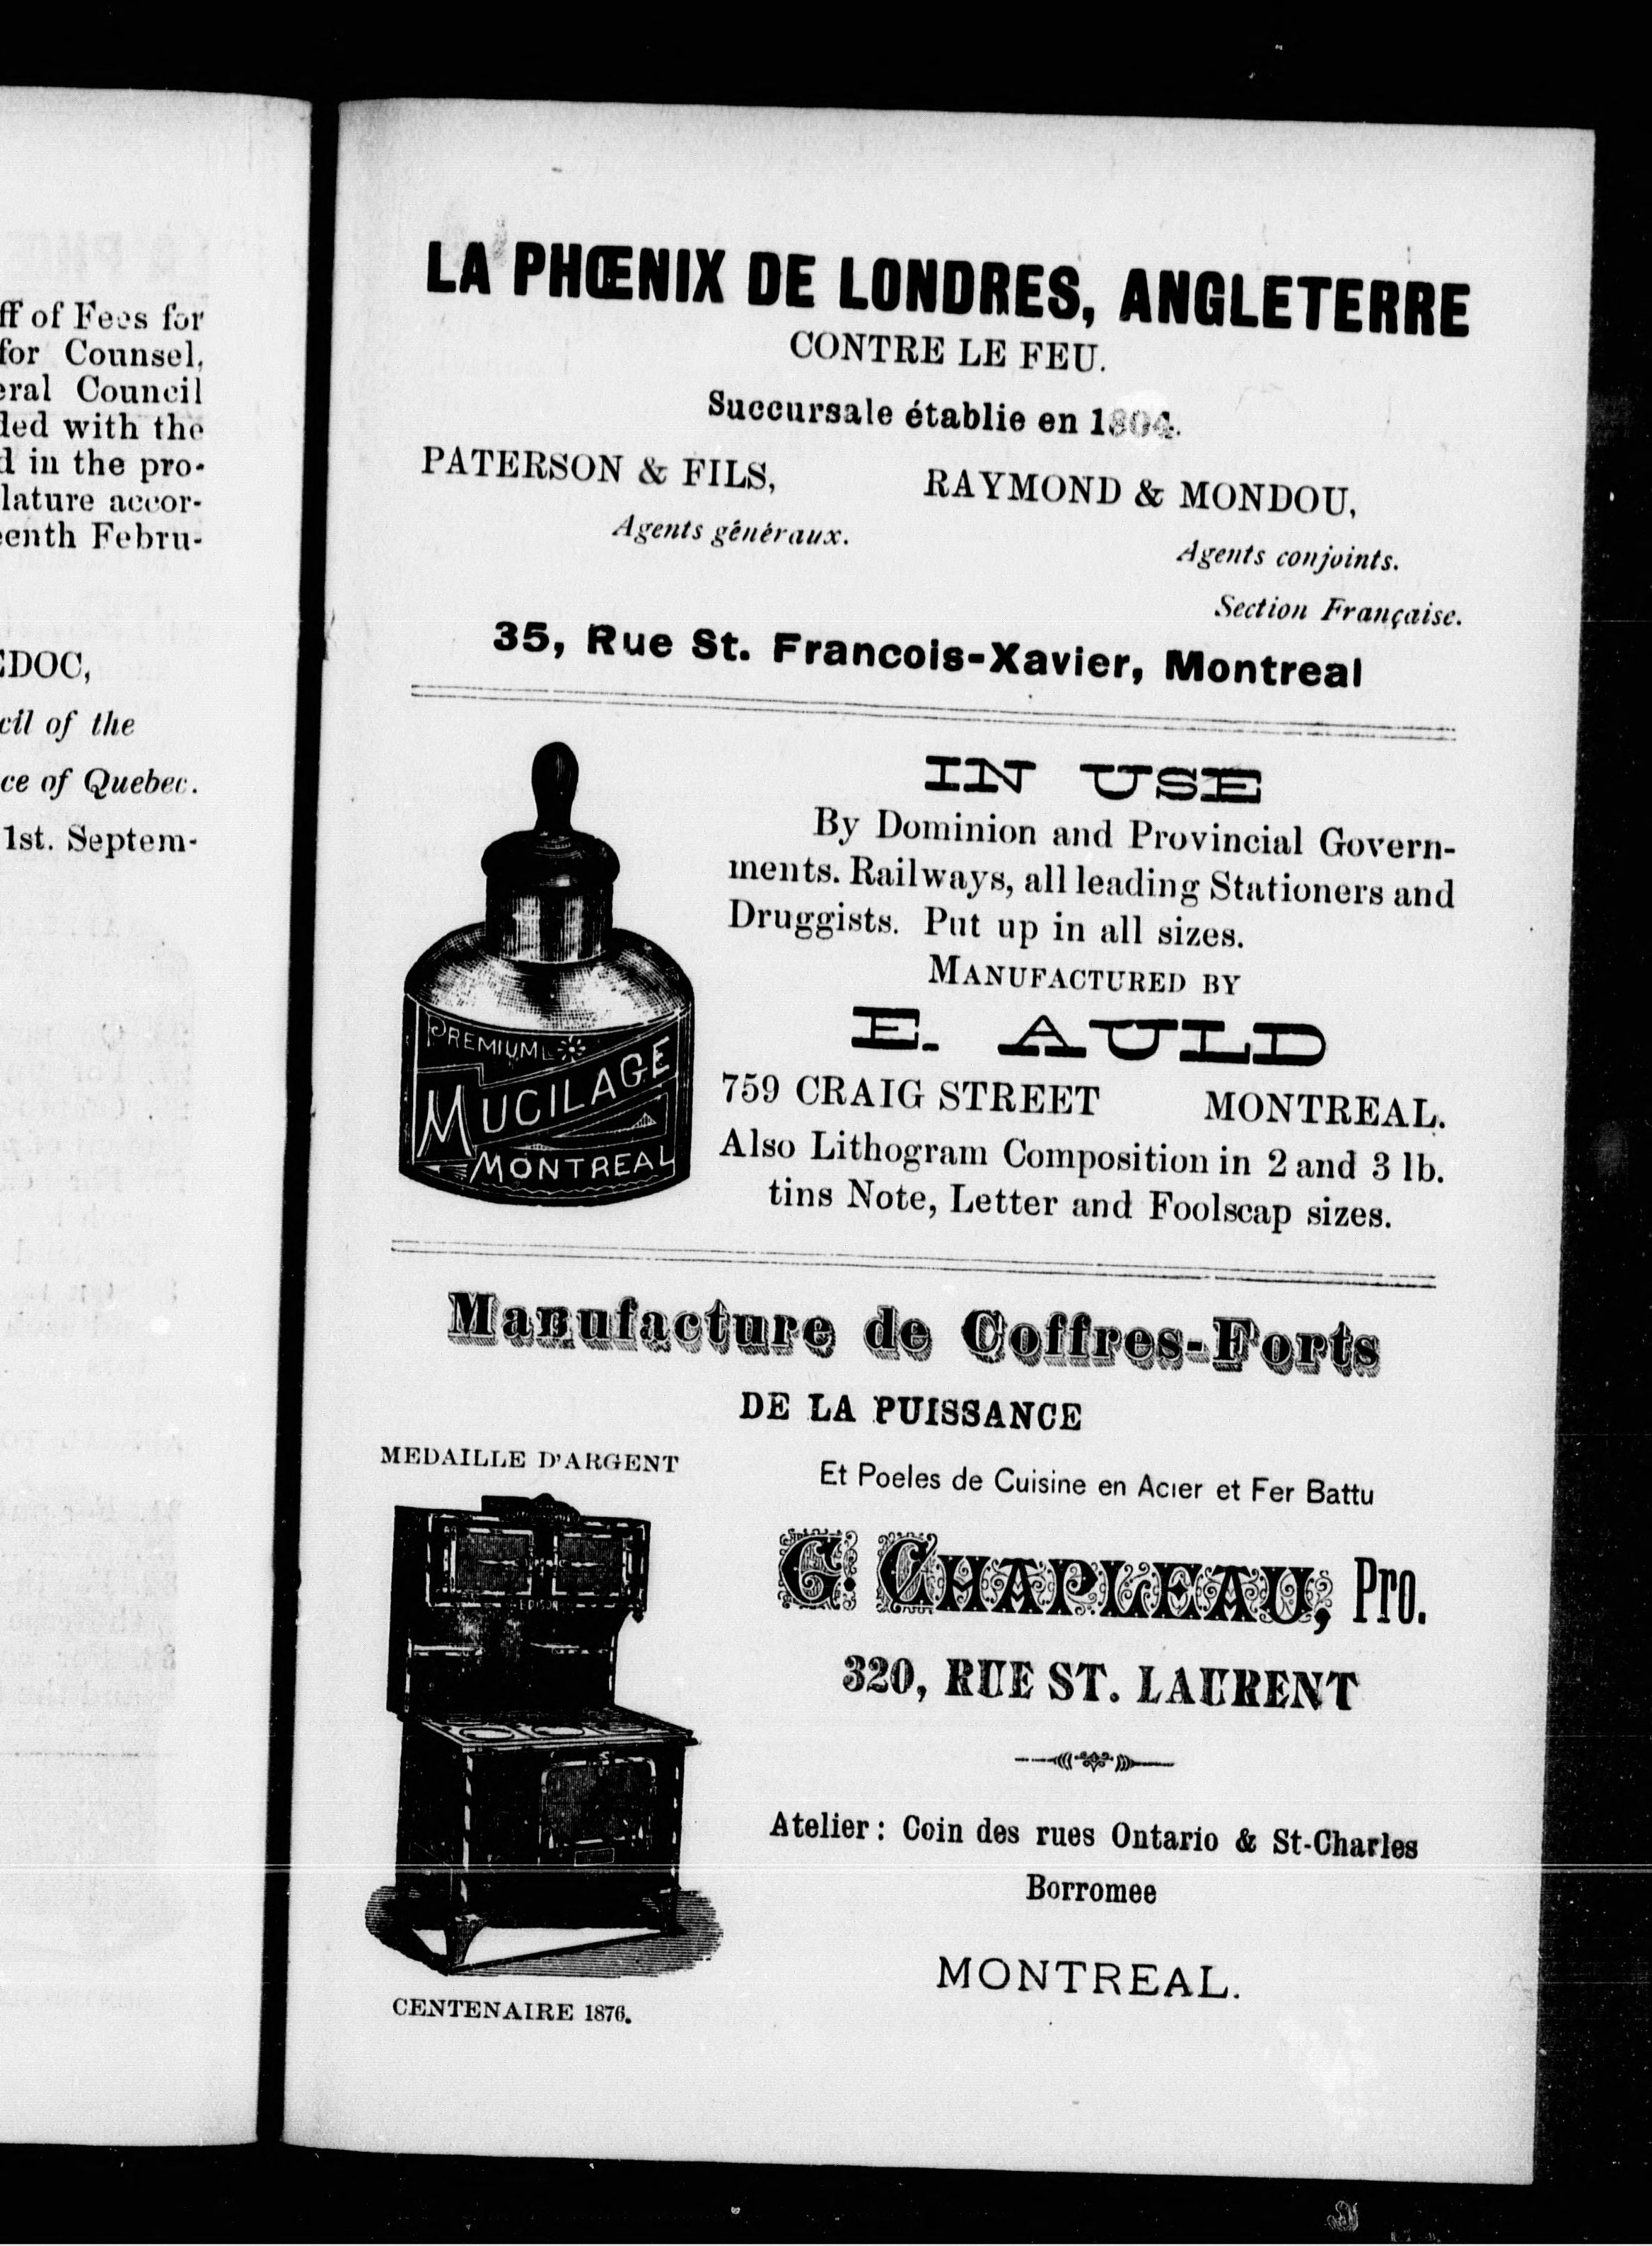 ff of Fees for
for Counsel,
eral Council
ded with the
d in the pro-
lature accor-
eenth Febru-
EDOC,
cil of the
ce of Quebec.
1st. Septem-
LA PHŒNIX DE LONDRES, ANGLETERRE
CONTRE LE FEU.
Succursale établie en 1804.
PATERSON & FILS, RAYMOND & MONDOU,
Agents généraux.
Agents conjoints.
Section Française.
35, Rue St. Francois-Xavier, Montreal
IN USE
By Dominion and Provincial Govern-
ments. Railways, all leading Stationers and
Druggists. Put up in all sizes.
MANUFACTURED BY
E. AULD
759 CRAIG STREET MONTREAL.
Also Lithogram Composition in 2 and 3 lb.
tins Note, Letter and Foolscap sizes.
PREMIUM
MUCILAGE
MONTREAL
Manufacture de Coffres-Forts
DE LA PUISSANCE
MEDAILLE D'ARGENT
Et Poeles de Cuisine en Acier et Fer Battu
G. CHAPLEAU, Pro.
320, RUE ST. LAURENT
Atelier : Coin des rues Ontario & St-Charles
Borromee
MONTREAL.
EDISON
CENTENAIRE 1876.